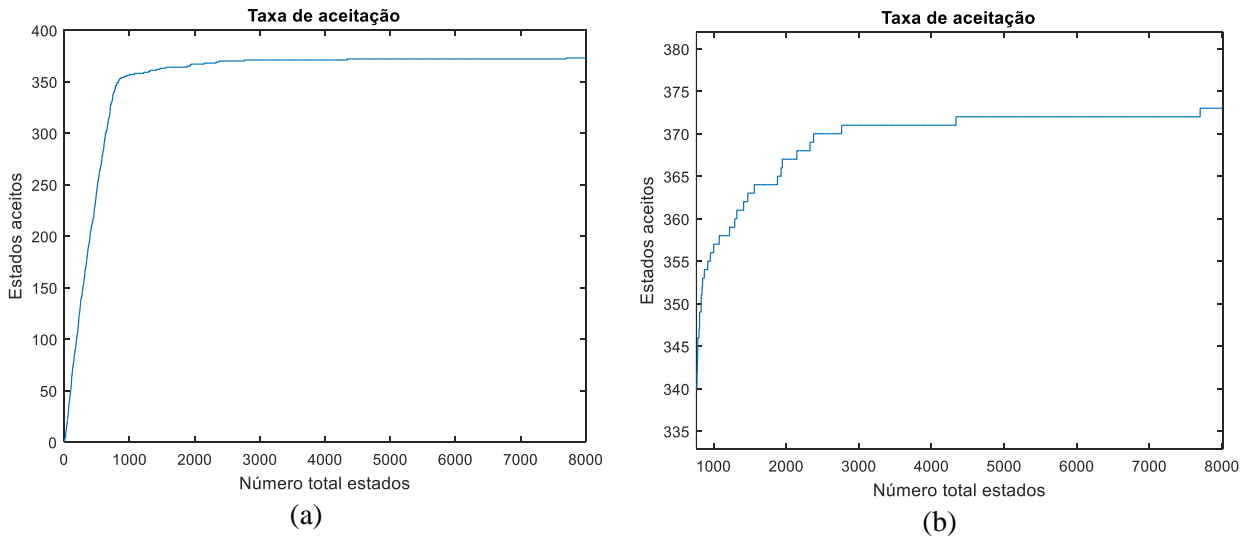 Taxa de aceitação
400
350
300
250
200
150
100
50
0
Estados aceitos
0 1000 2000 3000 4000 5000 6000 7000 8000
Número total estados
(a)
Taxa de aceitação
380
375
370
365
360
355
350
345
340
335
Estados aceitos
1000 2000 3000 4000 5000 6000 7000 8000
Número total estados
(b)